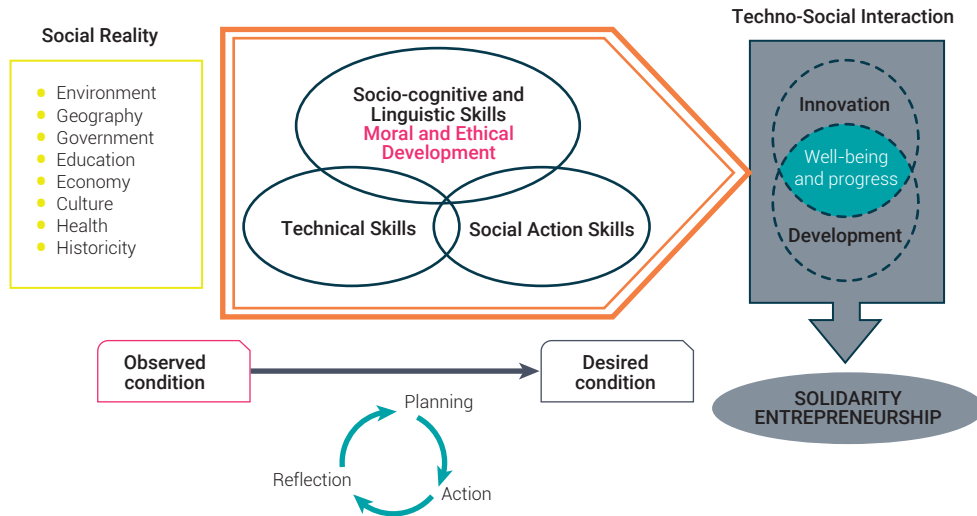 Social Reality
Environment
Geography
Government
Education
Economy
Culture
Health
Historicity
Socio-cognitive and
Linguistic Skills
Moral and Ethical
Development
Technical Skills
Social Action Skills
Techno-Social Interaction
Innovation
Well-being
and progress
Development
Observed
condition
Desired
condition
Planning
Reflection
Action
SOLIDARITY
ENTREPRENEURSHIP